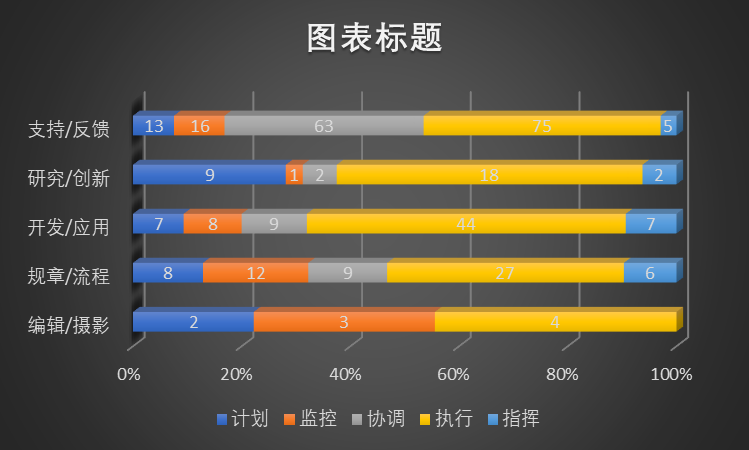 图表标题
支持/反馈 13 16 63 75 5
研究/创新 9 1 2 18 2
开发/应用 7 8 9 44 7
规章/流程 8 12 9 27 6
编辑/摄影 2 3 4
0% 20% 40% 60% 80% 100%
计划 监控 协调 执行 指挥